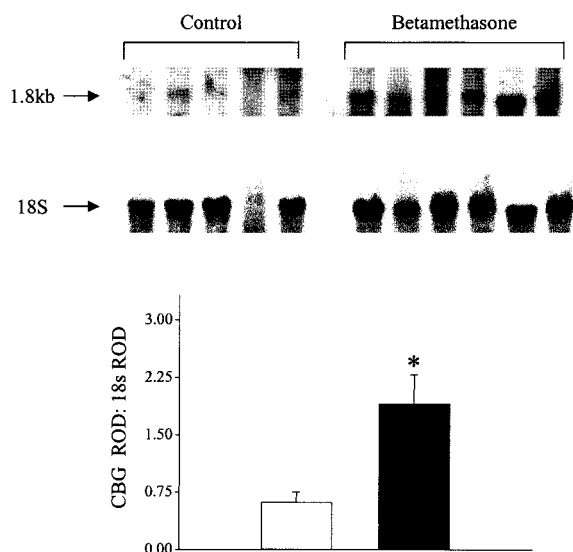 Control Betamethasone
1.8kb
18S
3.00
2.25
1.50
0.75
0.00
CBG ROD: 18s ROD
*